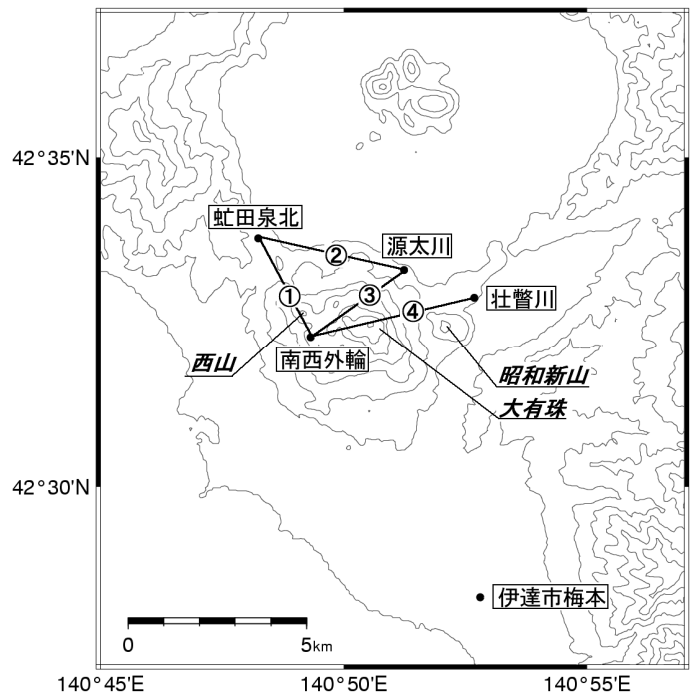 42°35'N
虻田泉北
②
源太川
①
③
④
壮瞥川
西山
南西外輪
昭和新山
大有珠
42°30'N
伊達市梅本
0 5km
140°45'E 140°50'E 140°55'E